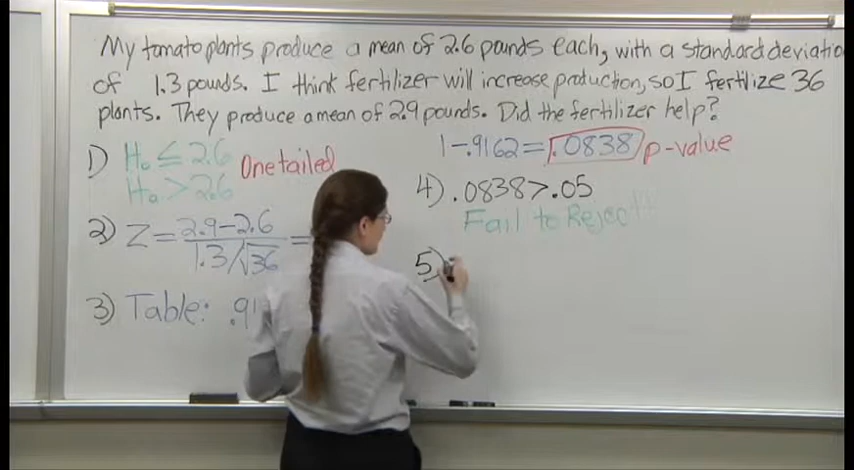 My tomato plants produce a mean of 2.6 pounds each, with a standard deviatio
of 1.3 pounds. I think fertilizer will increase production, so I fertilize 36
plants. They produce a mean of 2.9 pounds. Did the fertilizer help?
1) H₀ ≤ 2.6 One tailed
Hₐ > 2.6
2) Z = 2.9-2.6 / 1.3/√36 =
3) Table: .91
1-.9162= .0838 p-value
4) .0838>.05
Fail to Reject
5)